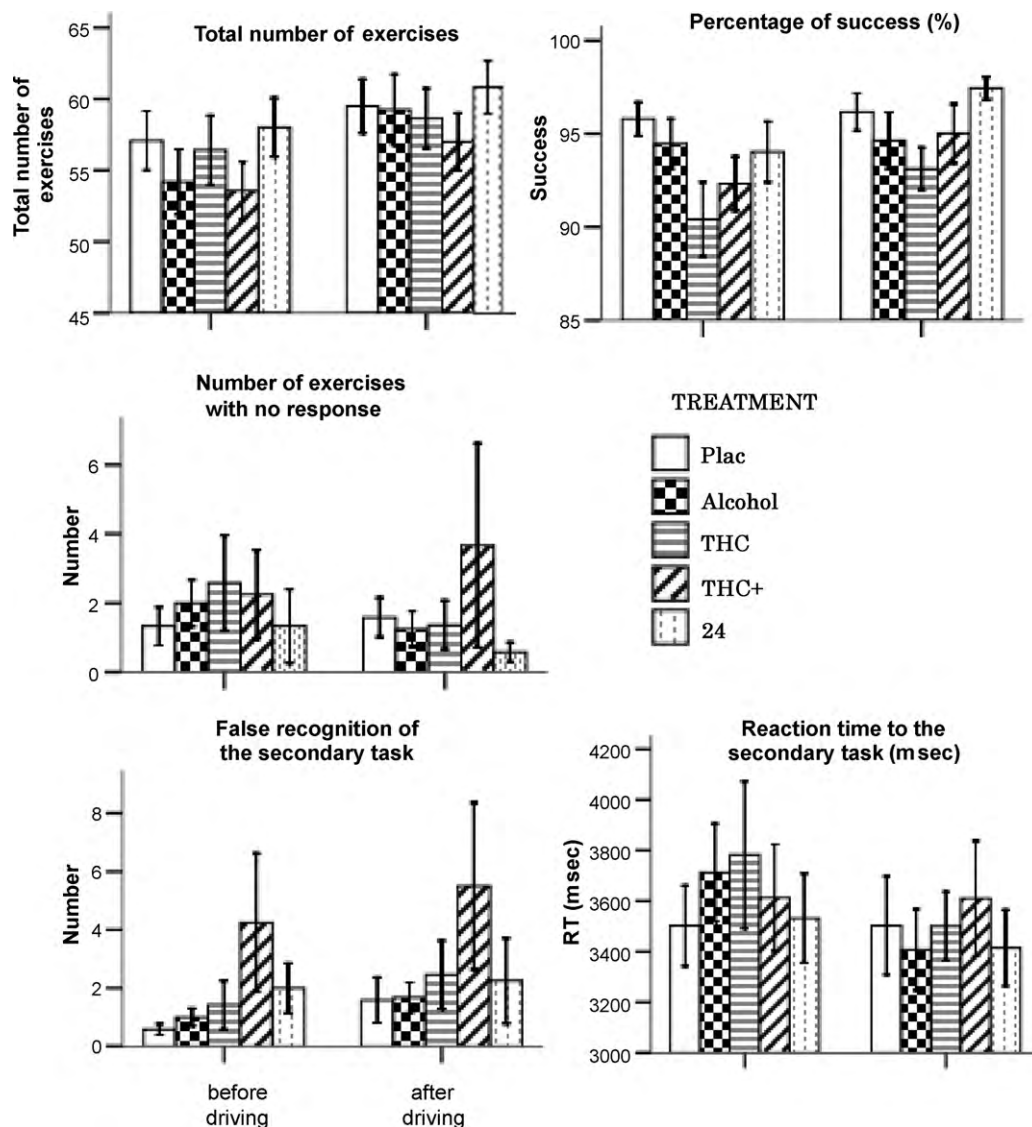 Total number of exercises
65
60
55
50
45
Total number of
exercises
Percentage of success (%)
100
95
90
85
Success
Number of exercises
with no response
6
4
2
0
Number
TREATMENT
Plac
Alcohol
THC
THC+
24
False recognition of
the secondary task
8
6
4
2
0
Number
before
driving
after
driving
Reaction time to the
secondary task (msec)
4200
4000
3800
3600
3400
3200
3000
RT (msec)